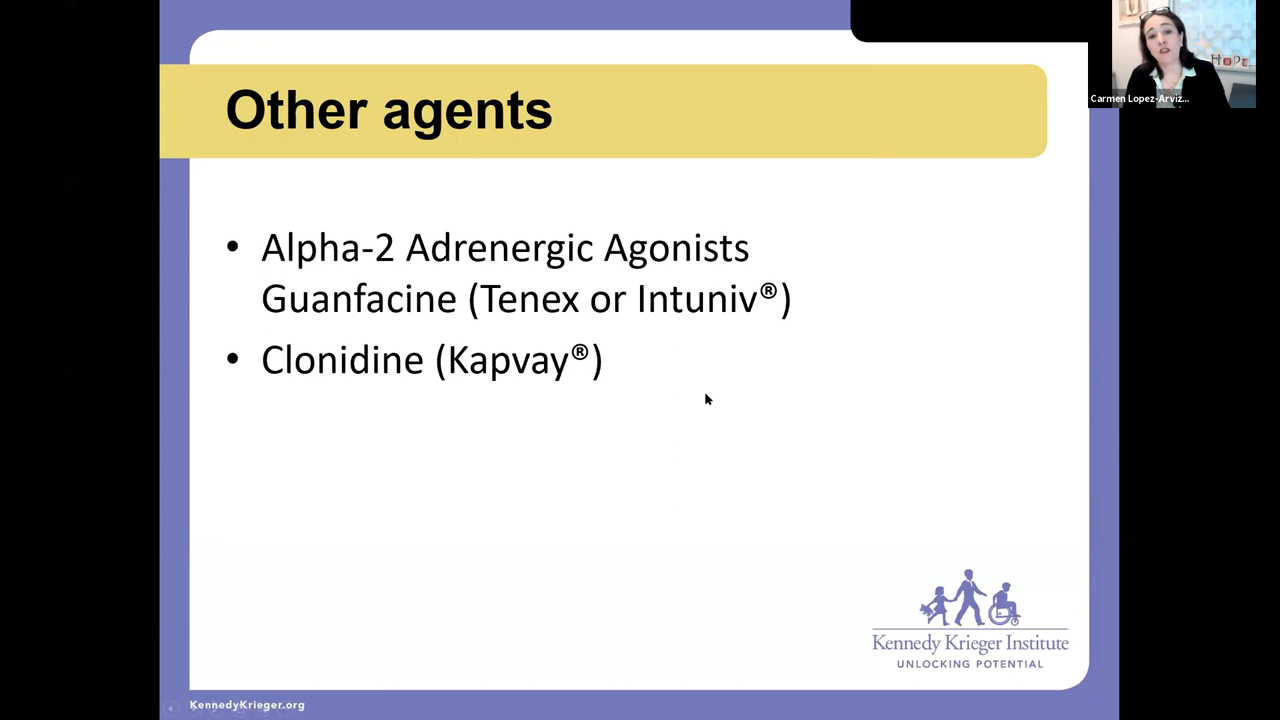 Other agents
• Alpha-2 Adrenergic Agonists
Guanfacine (Tenex or Intuniv®)
• Clonidine (Kapvay®)
Kennedy Krieger Institute
UNLOCKING POTENTIAL
KennedyKrieger.org
Carmen Lopez-Arviz...
HOPE